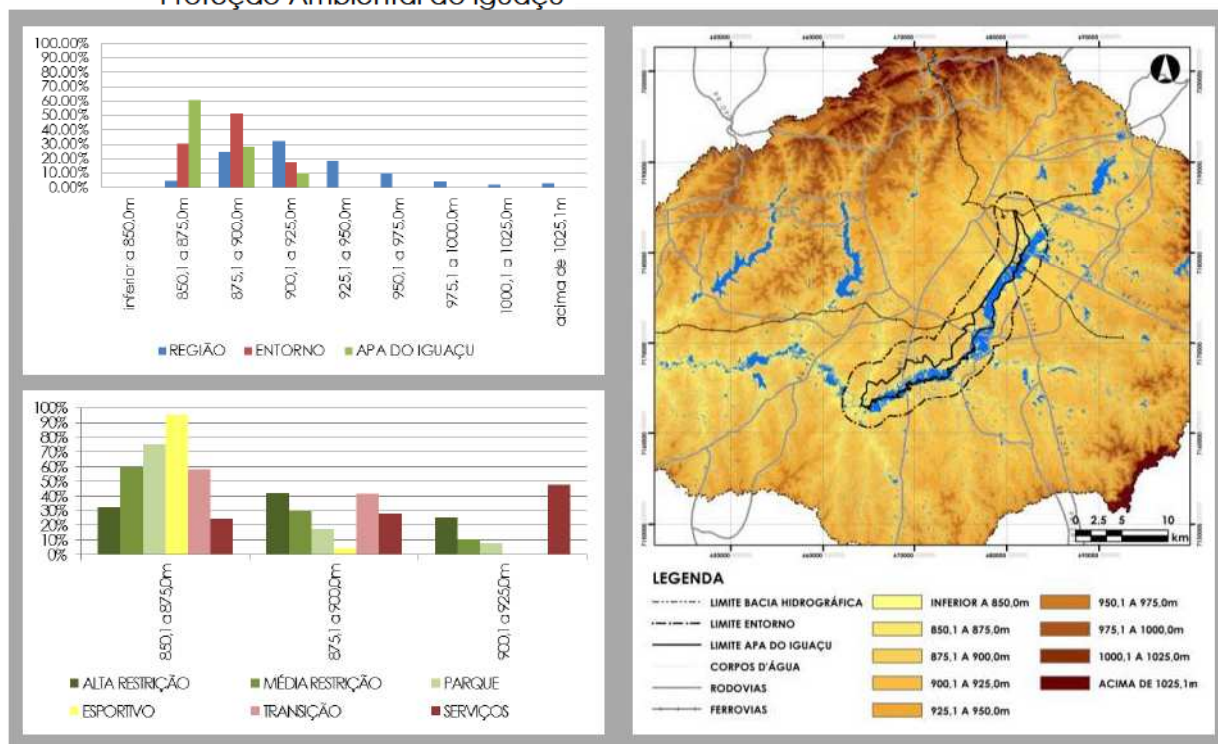 Proteção Ambiental do Iguaçu
100.00%
90.00%
80.00%
70.00%
60.00%
50.00%
40.00%
30.00%
20.00%
10.00%
0.00%
inferior a 850,0m
850,1 a 875,0m
875,1 a 900,0m
900,1 a 925,0m
925,1 a 950,0m
950,1 a 975,0m
975,1 a 1000,0m
1000,1 a 1025,0m
acima de 1025,1m
REGIÃO ENTORNO APA DO IGUAÇU
100%
90%
80%
70%
60%
50%
40%
30%
20%
10%
0%
850,1 a 875,0m
875,1 a 900,0m
900,1 a 925,0m
ALTA RESTRIÇÃO MÉDIA RESTRIÇÃO PARQUE
ESPORTIVO TRANSIÇÃO SERVIÇOS
0 2.5 5 10
km
LEGENDA
LIMITE BACIA HIDROGRÁFICA
LIMITE ENTORNO
LIMITE APA DO IGUAÇU
CORPOS D'ÁGUA
RODOVIAS
FERROVIAS
INFERIOR A 850,0m
850,1 A 875,0m
875,1 A 900,0m
900,1 A 925,0m
925,1 A 950,0m
950,1 A 975,0m
975,1 A 1000,0m
1000,1 A 1025,0m
ACIMA DE 1025,1m